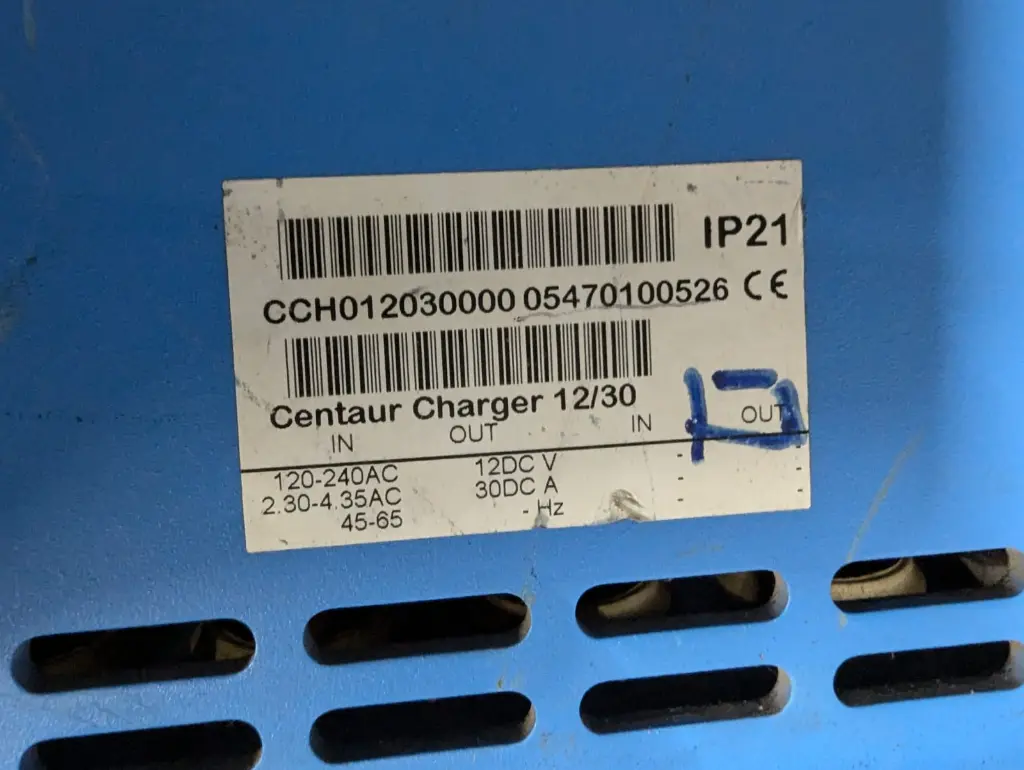 IP21
CCH012030000 05470100526 CE
Centaur Charger 12/30
IN OUT IN OUT
120-240AC 12DC V - -
2.30-4.35AC 30DC A - -
45-65 - Hz - -